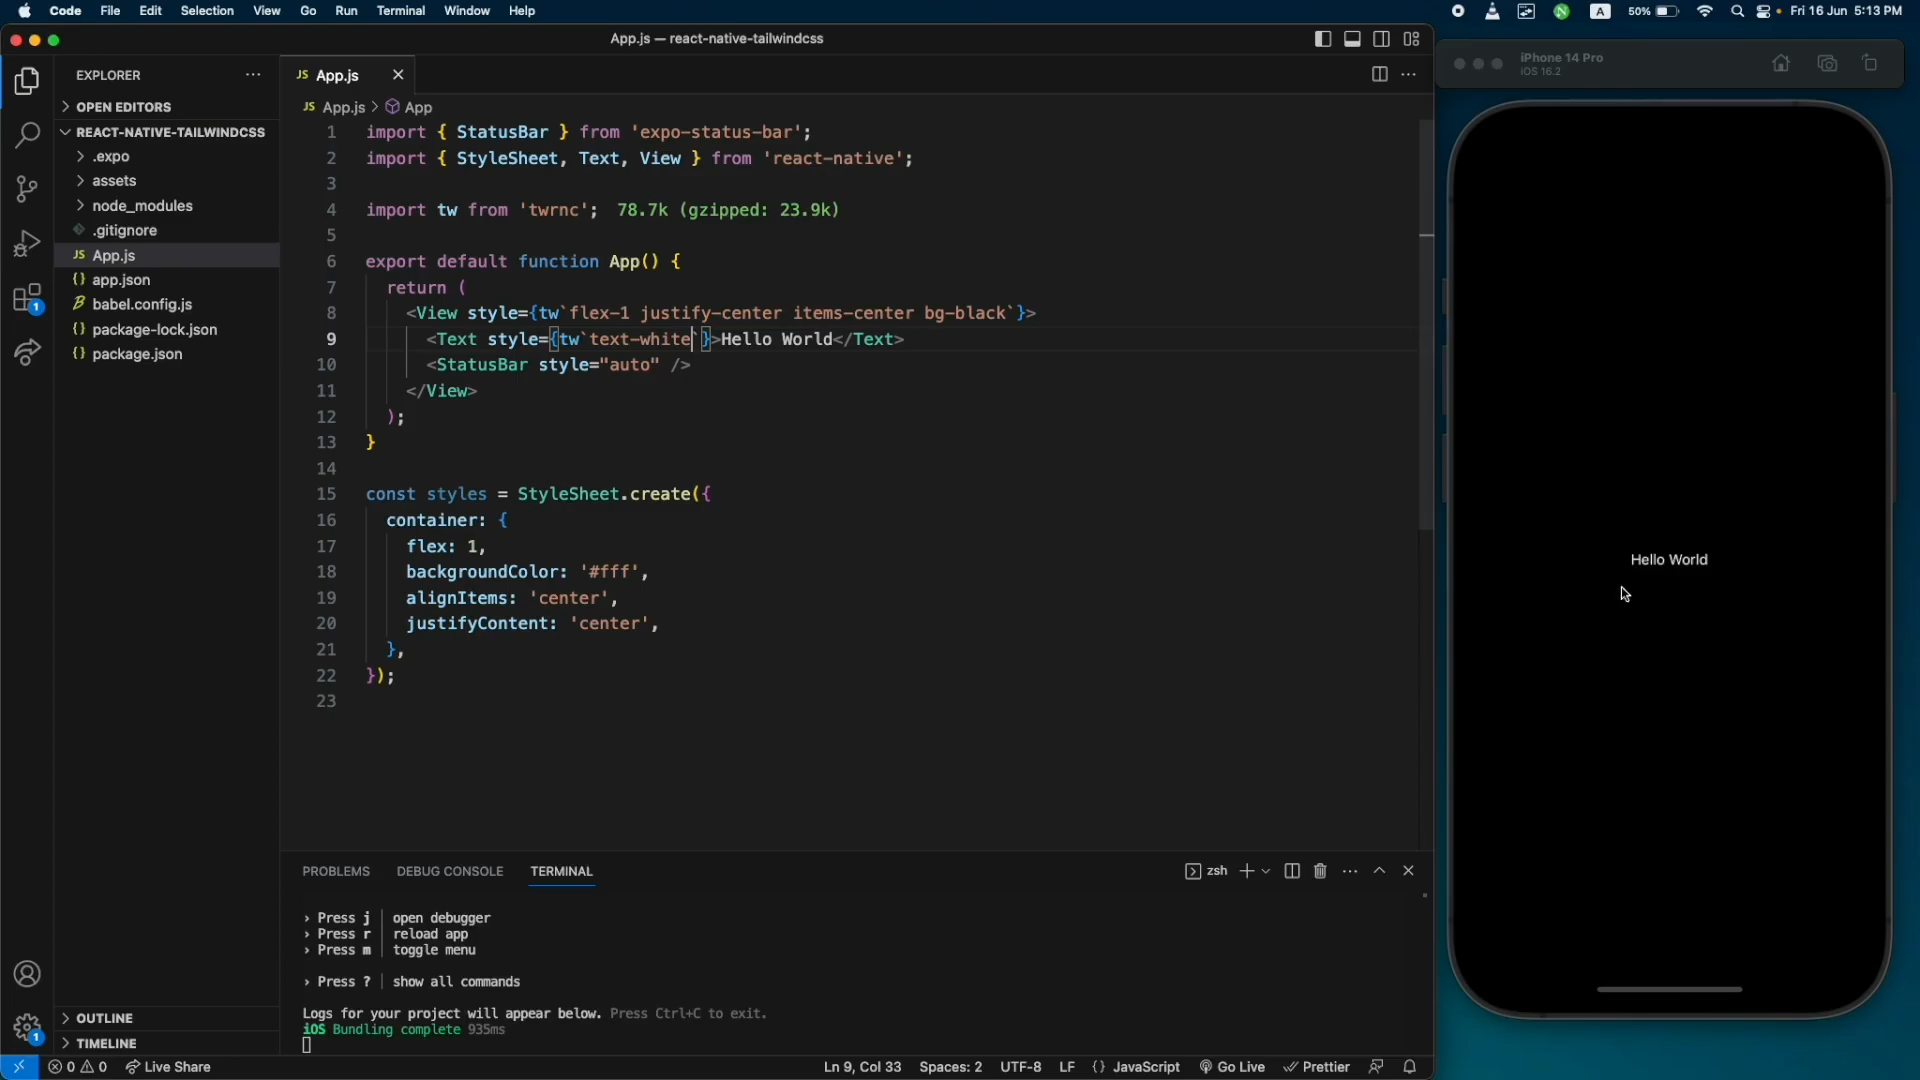 Code File Edit Selection View Go Run Terminal Window Help
A 50% Fri 16 Jun 5:13 PM
App.js — react-native-tailwindcss
iPhone 14 Pro
iOS 16.2
EXPLORER
OPEN EDITORS
REACT-NATIVE-TAILWINDCSS
.expo
assets
node_modules
.gitignore
JS App.js
{} app.json
babel.config.js
{} package-lock.json
{} package.json
OUTLINE
TIMELINE
1
1
JS App.js
JS App.js > App
1 import { StatusBar } from 'expo-status-bar';
2 import { StyleSheet, Text, View } from 'react-native';
3
4 import tw from 'twrnc'; 78.7k (gzipped: 23.9k)
5
6 export default function App() {
7 return (
8 <View style={tw`flex-1 justify-center items-center bg-black`}>
9 <Text style={tw`text-white`}>Hello World</Text>
10 <StatusBar style="auto" />
11 </View>
12 );
13 }
14
15 const styles = StyleSheet.create({
16 container: {
17 flex: 1,
18 backgroundColor: '#fff',
19 alignItems: 'center',
20 justifyContent: 'center',
21 },
22 });
23
PROBLEMS DEBUG CONSOLE TERMINAL zsh
› Press j │ open debugger
› Press r │ reload app
› Press m │ toggle menu
› Press ? │ show all commands
Logs for your project will appear below. Press Ctrl+C to exit.
iOS Bundling complete 935ms
0 0 Live Share Ln 9, Col 33 Spaces: 2 UTF-8 LF {} JavaScript Go Live Prettier
Hello World